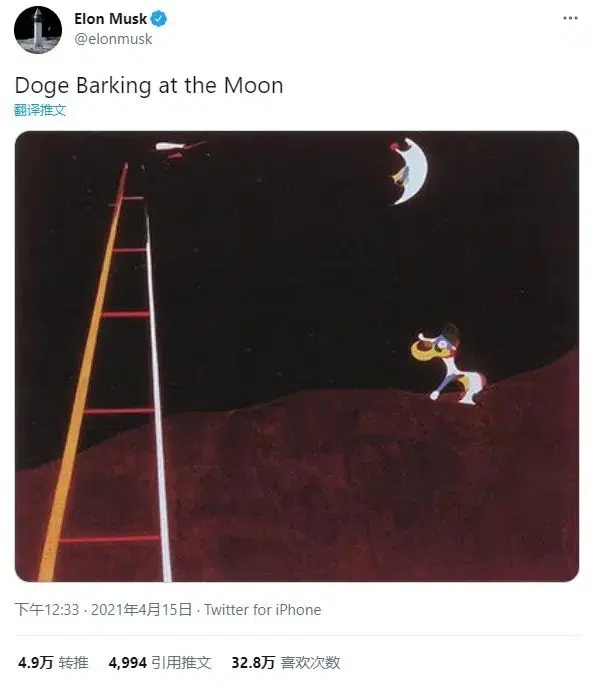 Elon Musk
@elonmusk
Doge Barking at the Moon
翻译推文
下午12:33 · 2021年4月15日 · Twitter for iPhone
4.9万 转推 4,994 引用推文 32.8万 喜欢次数